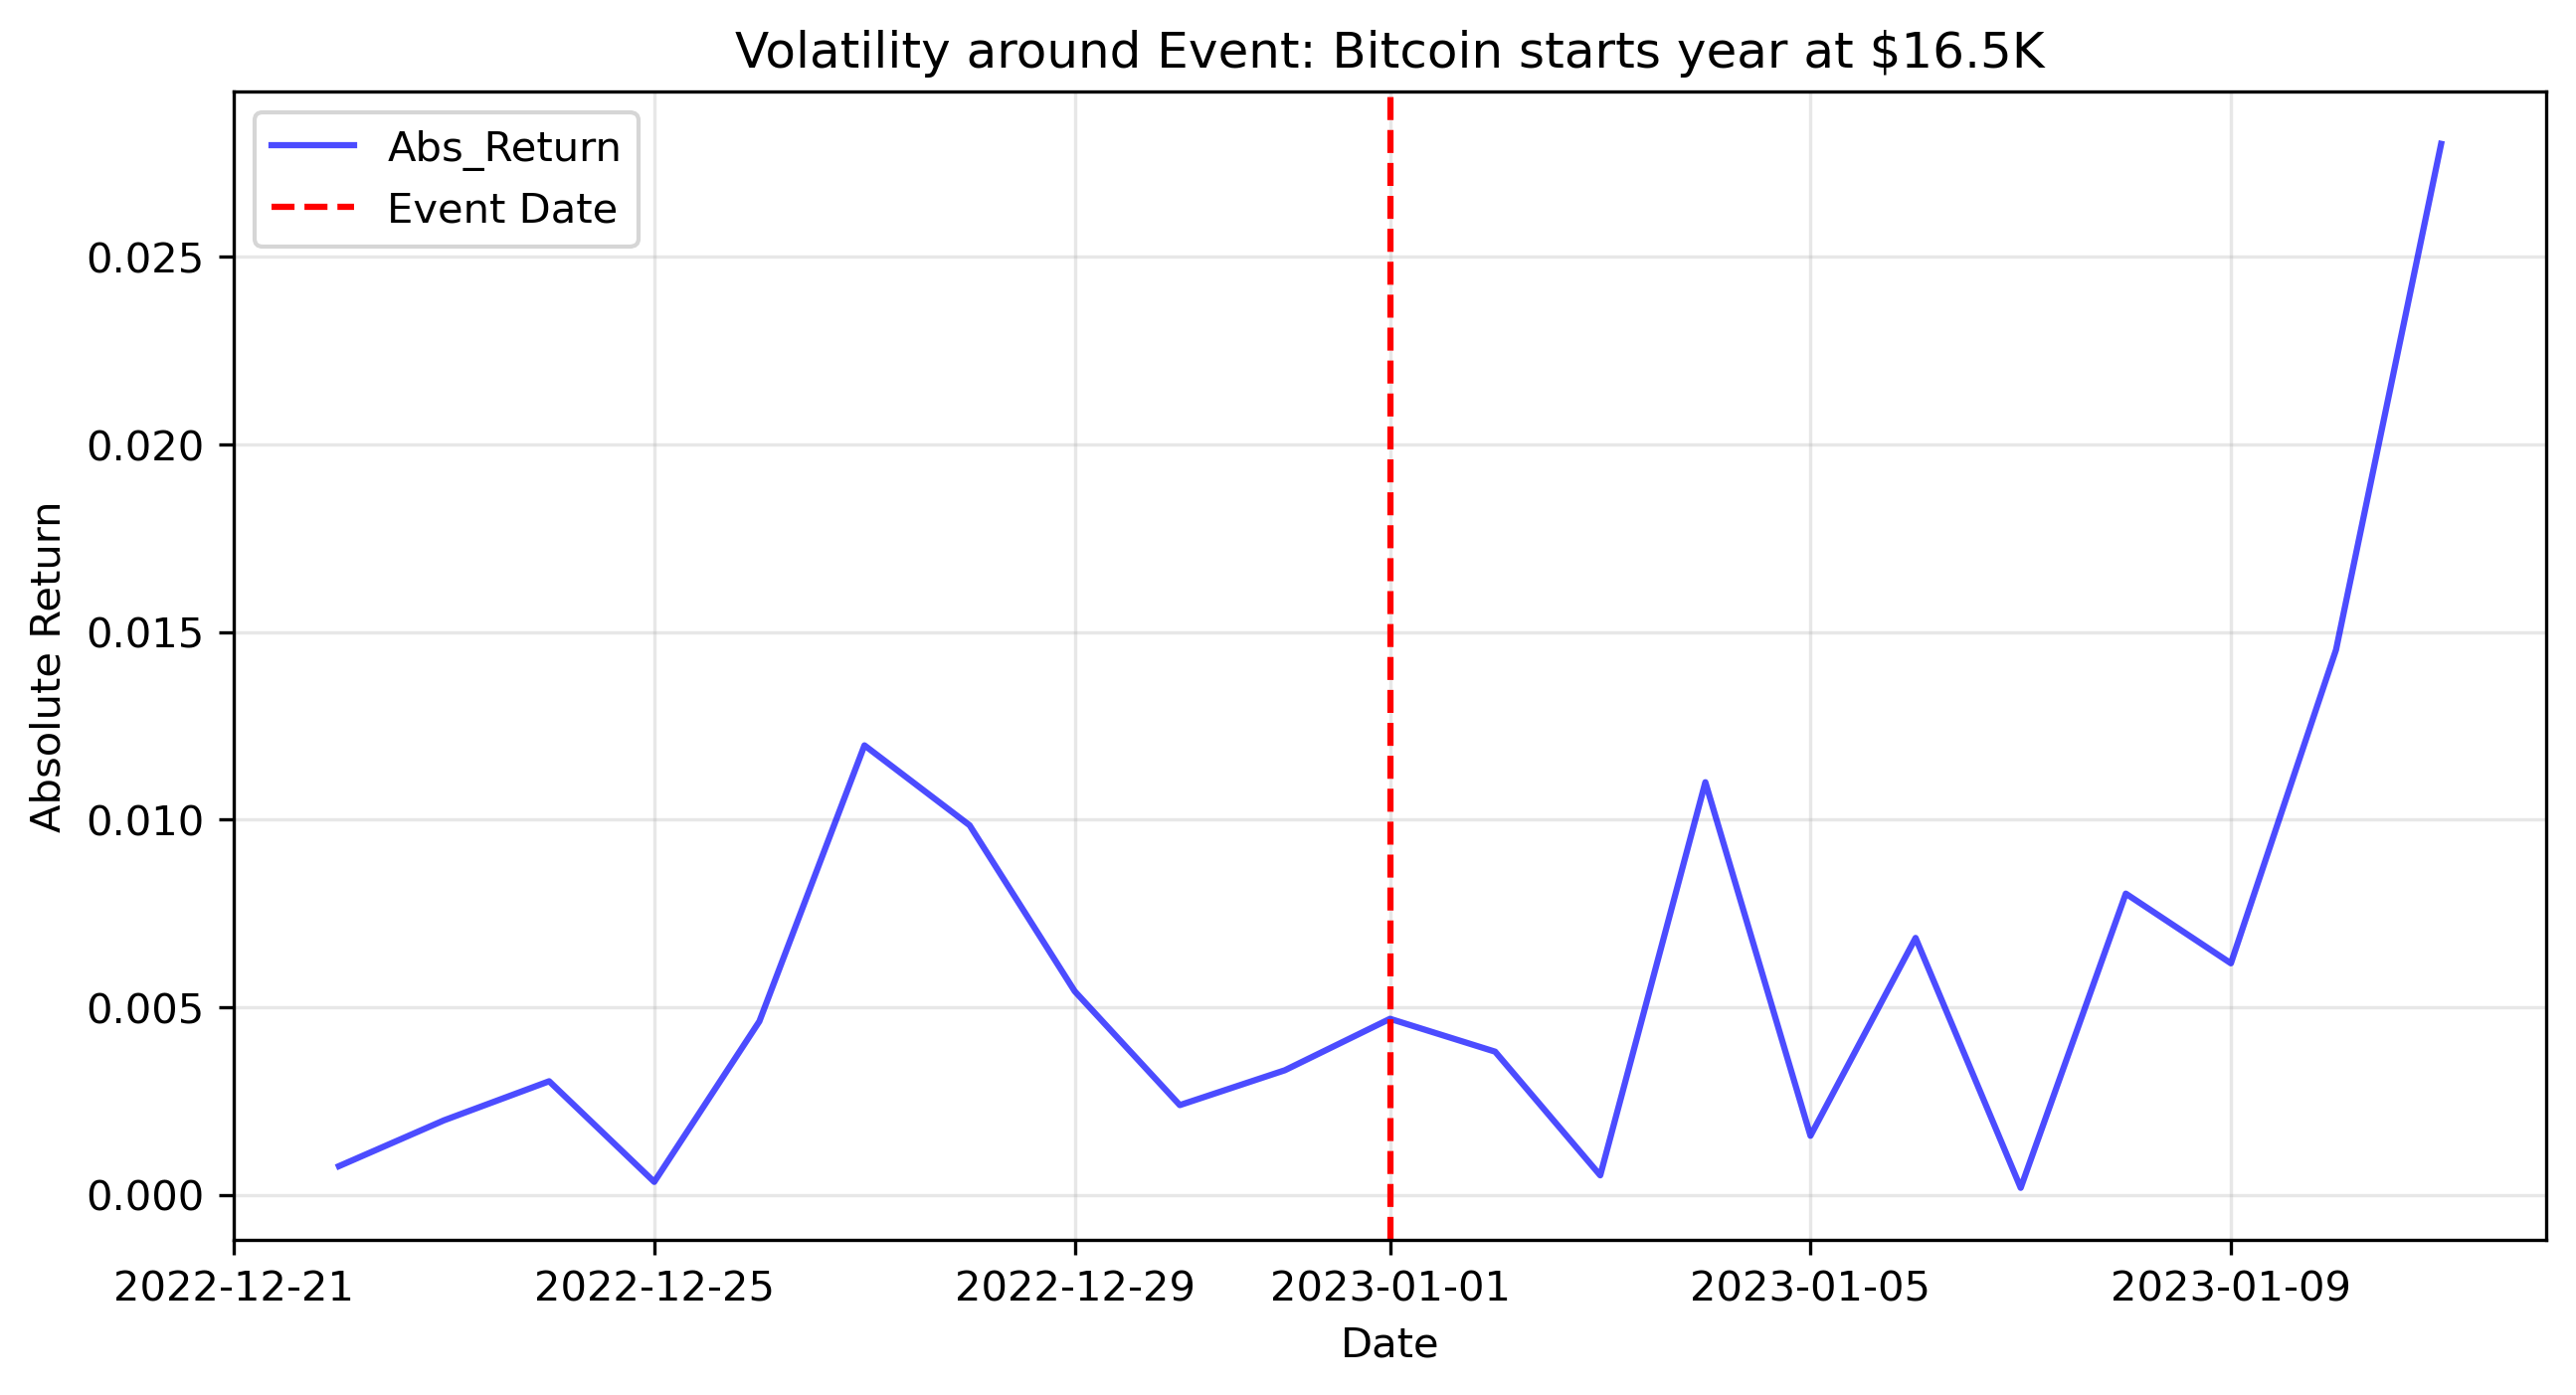 Volatility around Event: Bitcoin starts year at $16.5K
Abs_Return
Event Date
Absolute Return
0.025
0.020
0.015
0.010
0.005
0.000
2022-12-21 2022-12-25 2022-12-29 2023-01-01 2023-01-05 2023-01-09
Date